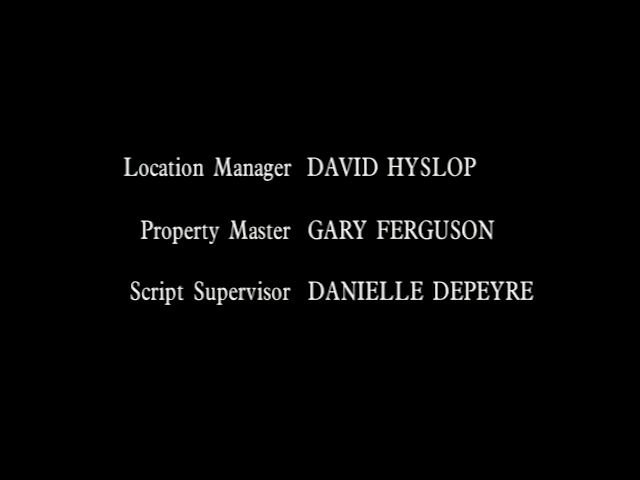 Location Manager DAVID HYSLOP
Property Master GARY FERGUSON
Script Supervisor DANIELLE DEPEYRE